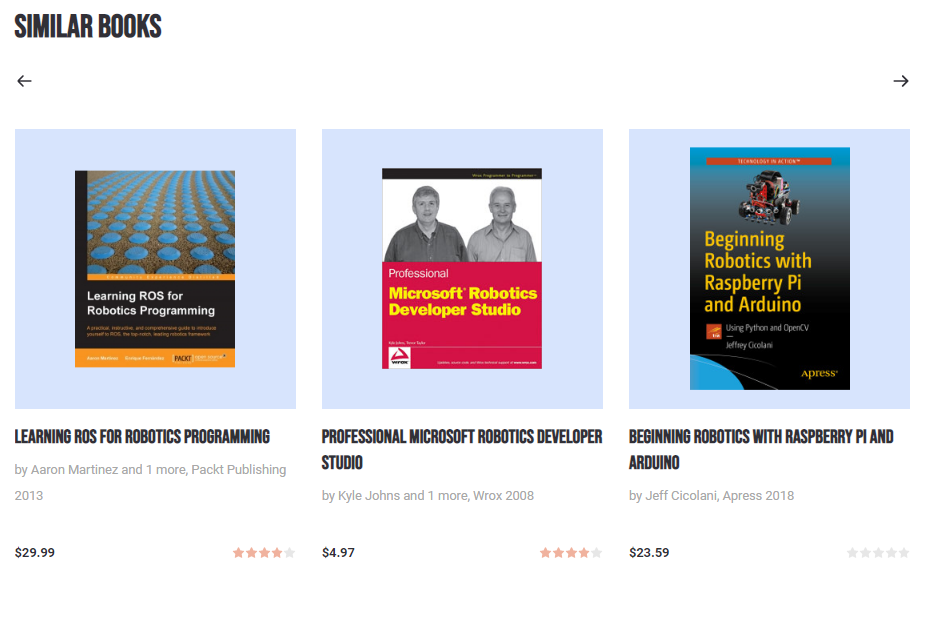 SIMILAR BOOKS
COMMUNITY EXPERIENCE DISTILLED
Learning ROS for
Robotics Programming
A practical, instructive, and comprehensive guide to introduce
yourself to ROS, the top-notch, leading robotics framework
Aaron Martinez Enrique Fernández
PACKT
LEARNING ROS FOR ROBOTICS PROGRAMMING
by Aaron Martinez and 1 more, Packt Publishing
2013
$29.99
Wrox Programmer to Programmer™
Professional
Microsoft® Robotics
Developer Studio
wrox
PROFESSIONAL MICROSOFT ROBOTICS DEVELOPER
STUDIO
by Kyle Johns and 1 more, Wrox 2008
$4.97
TECHNOLOGY IN ACTION™
Beginning
Robotics with
Raspberry Pi
and Arduino
Using Python and OpenCV
—
Jeffrey Cicolani
Apress®
BEGINNING ROBOTICS WITH RASPBERRY PI AND
ARDUINO
by Jeff Cicolani, Apress 2018
$23.59